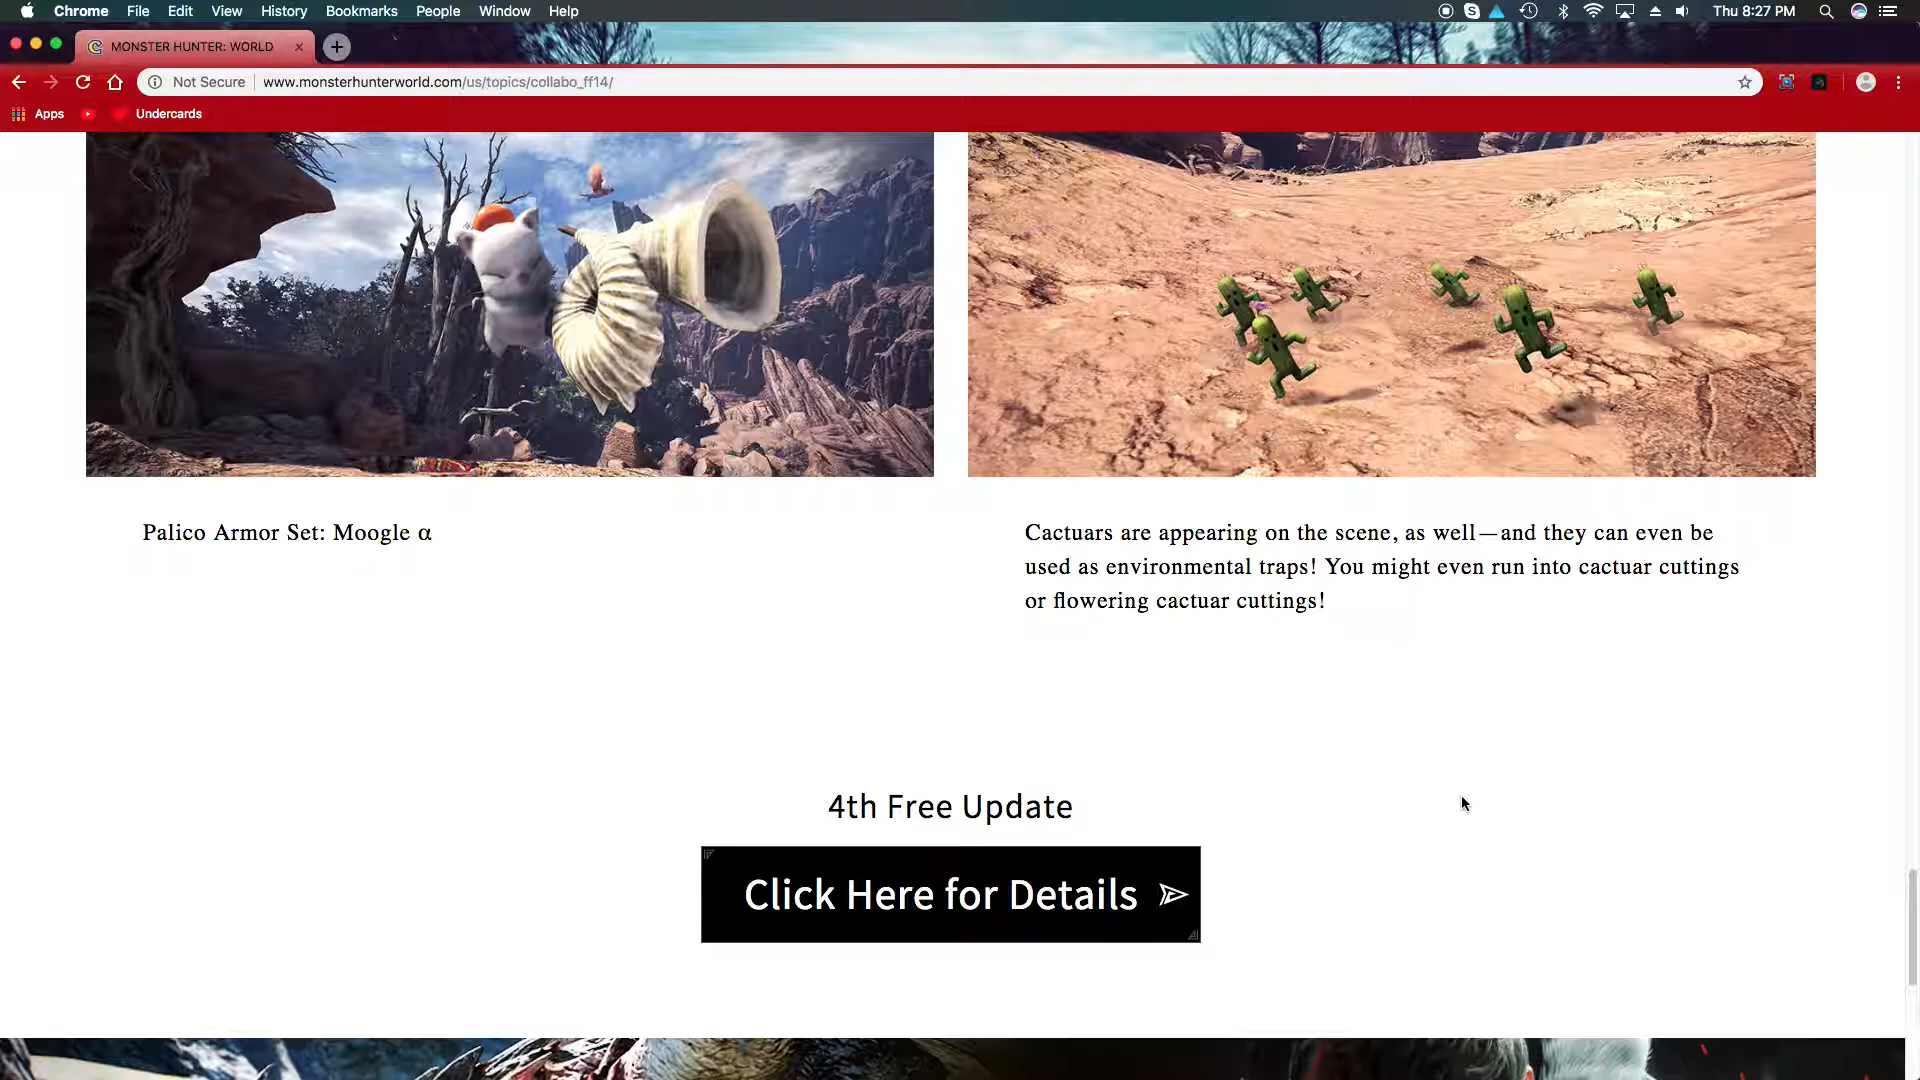 Chrome File Edit View History Bookmarks People Window Help Thu 8:27 PM
MONSTER HUNTER: WORLD
Not Secure www.monsterhunterworld.com/us/topics/collabo_ff14/
Apps Undercards
Palico Armor Set: Moogle α
Cactuars are appearing on the scene, as well—and they can even be
used as environmental traps! You might even run into cactuar cuttings
or flowering cactuar cuttings!
4th Free Update
Click Here for Details